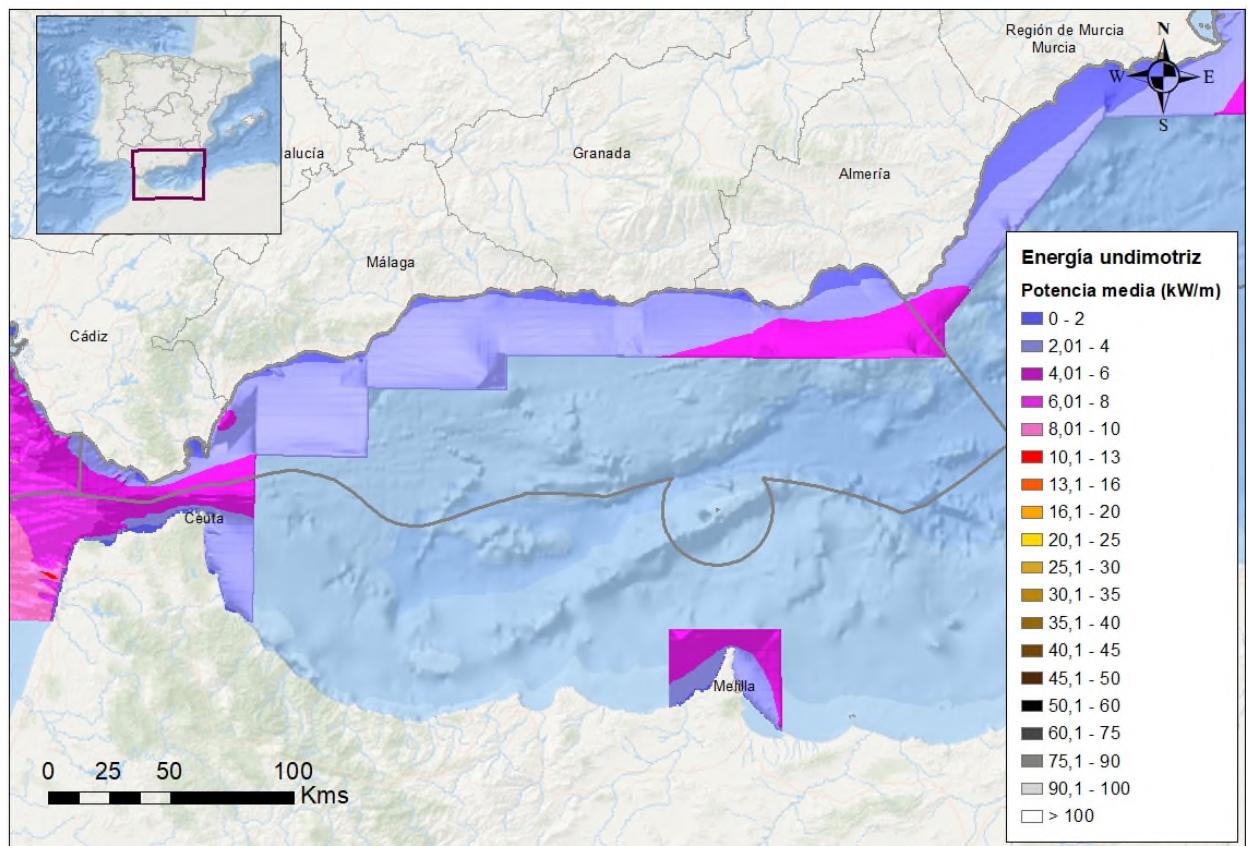 Región de Murcia
Murcia
N
W
E
S
alucía
Granada
Almería
Málaga
Cádiz
Ceuta
Melilla
Energía undimotriz
Potencia media (kW/m)
0 - 2
2,01 - 4
4,01 - 6
6,01 - 8
8,01 - 10
10,1 - 13
13,1 - 16
16,1 - 20
20,1 - 25
25,1 - 30
30,1 - 35
35,1 - 40
40,1 - 45
45,1 - 50
50,1 - 60
60,1 - 75
75,1 - 90
90,1 - 100
> 100
0 25 50 100
Kms